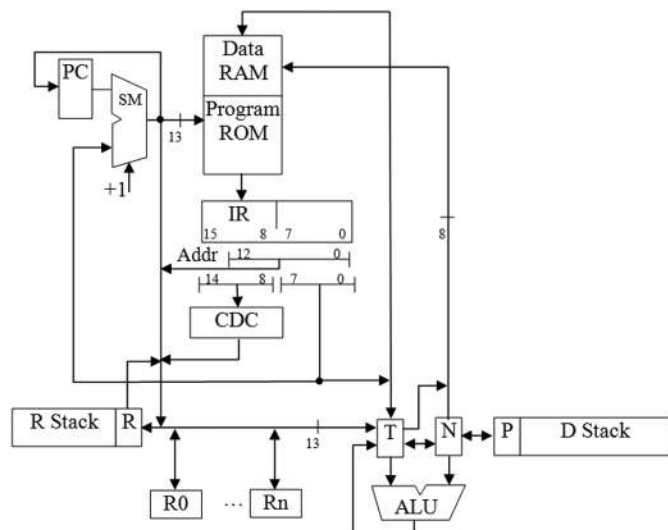 Data
RAM
PC
SM
Program
ROM
13
+1
IR
15 8 7 0
8
Addr
12 0
14 8 7 0
CDC
R Stack R
13
T
N
P D Stack
R0 ... Rn
ALU